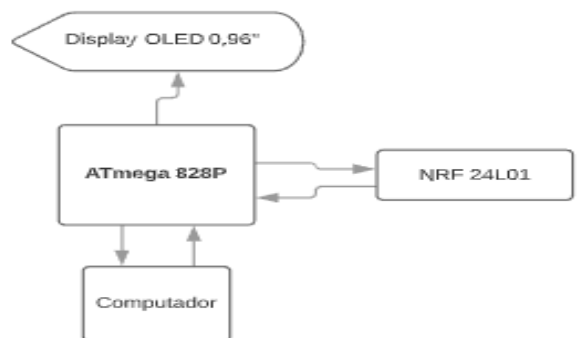 Display OLED 0,96"
ATmega 828P
NRF 24L01
Computador